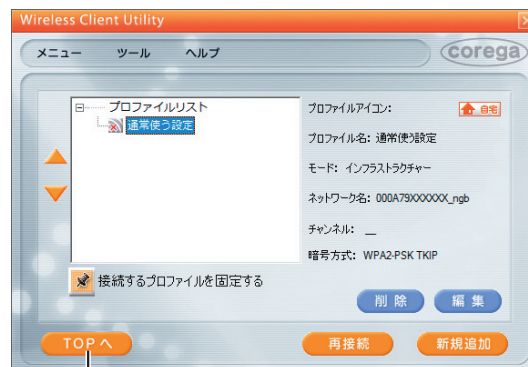 Wireless Client Utility
メニュー ツール ヘルプ
corega
プロファイルリスト
通常使う設定
プロファイルアイコン: 自宅
プロファイル名: 通常使う設定
モード: インフラストラクチャー
ネットワーク名: 000A79XXXXXX_ngb
チャンネル: __
暗号方式: WPA2-PSK TKIP
接続するプロファイルを固定する
削除 編集
TOPへ 再接続 新規追加